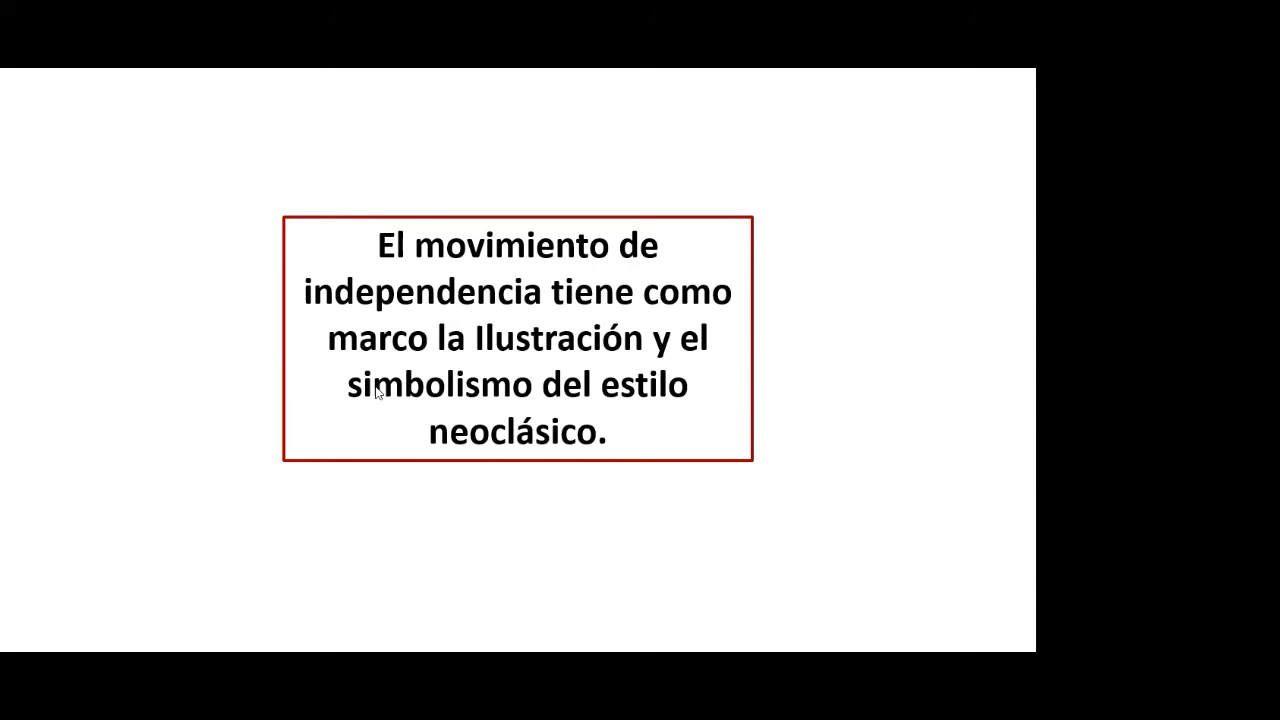 El movimiento de
independencia tiene como
marco la Ilustración y el
simbolismo del estilo
neoclásico.